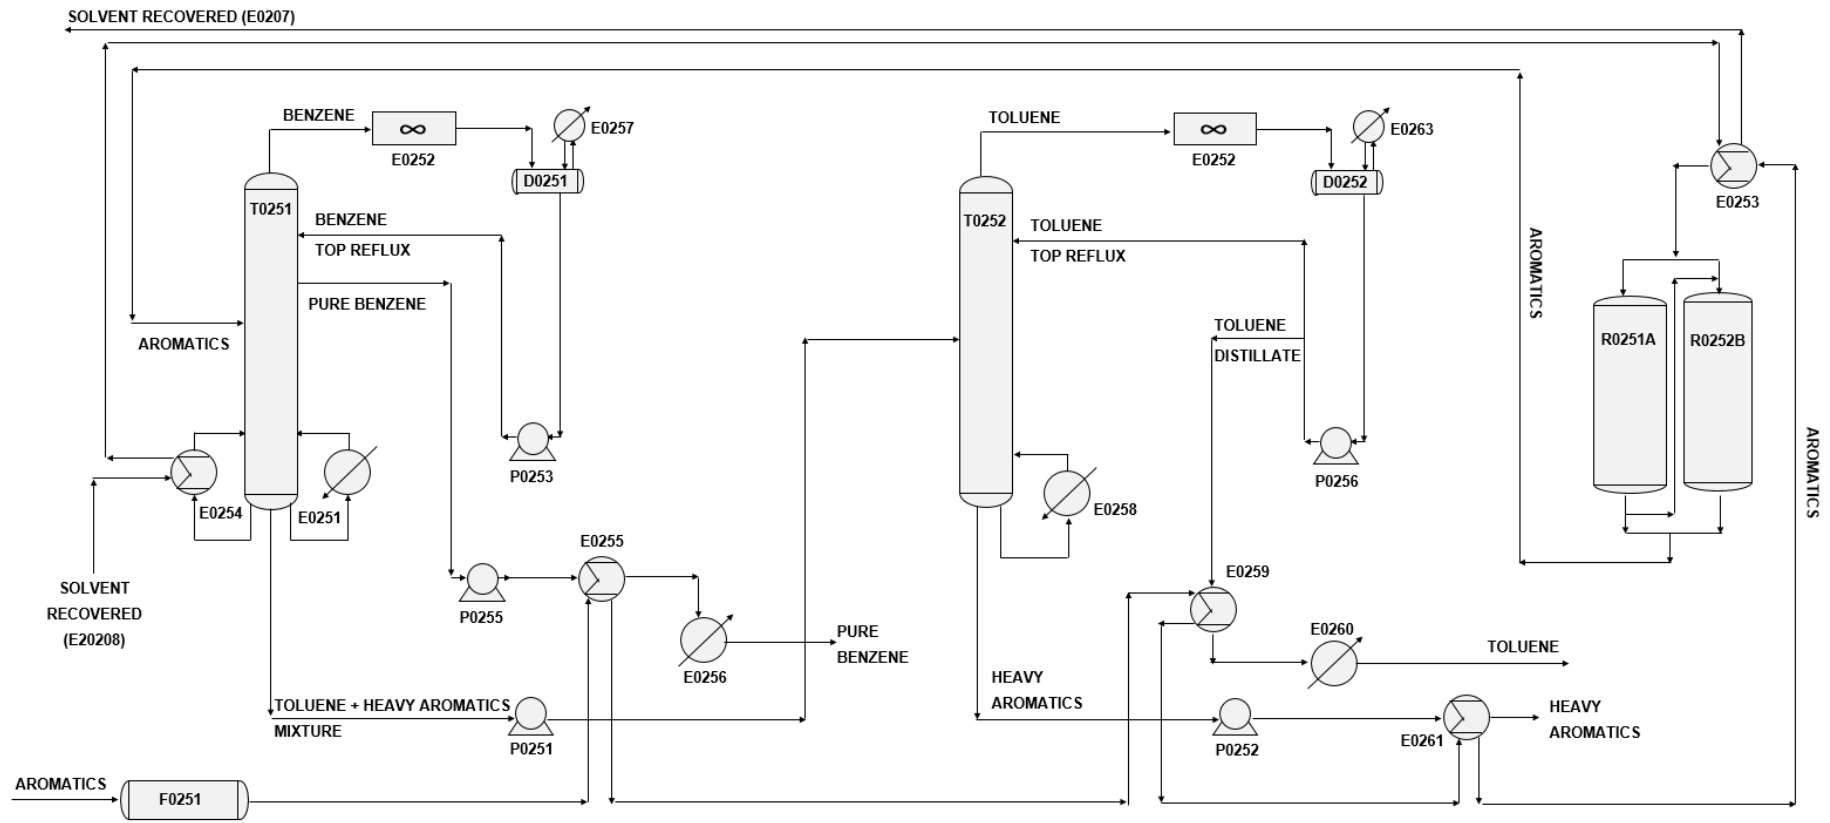 SOLVENT RECOVERED (E0207)
BENZENE
E0252
E0257
D0251
T0251
BENZENE
TOP REFLUX
PURE BENZENE
AROMATICS
P0253
E0254
E0251
SOLVENT
RECOVERED
(E20208)
E0255
P0255
E0256
PURE
BENZENE
TOLUENE + HEAVY AROMATICS
MIXTURE
P0251
AROMATICS
F0251
TOLUENE
E0252
E0263
D0252
T0252
TOLUENE
TOP REFLUX
TOLUENE
DISTILLATE
P0256
E0258
E0259
E0260
TOLUENE
HEAVY
AROMATICS
P0252
E0261
HEAVY
AROMATICS
AROMATICS
E0253
R0251A
R0252B
AROMATICS